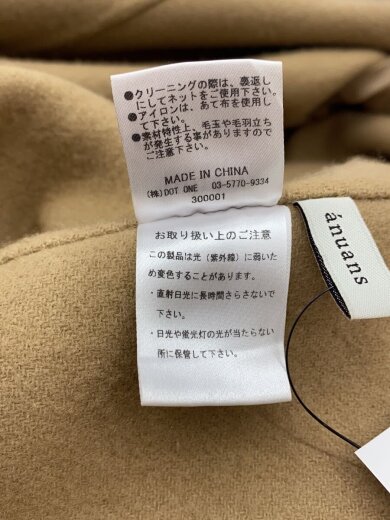 ●クリーニングの際は、裏返し
にしてネットをご使用下さい。
●アイロンは、あて布を使用し
て下さい。
●素材特性上、毛玉や毛羽立ち
が発生する事がありますので
ご注意下さい。
MADE IN CHINA
(株)DOT ONE 03-5770-9334
300001
お取り扱い上のご注意
この製品は光（紫外線）に弱いた
め変色することがあります。
・直射日光に長時間さらさないで
下さい。
・日光や蛍光灯の光が当たらない
所に保管して下さい。
ánuans